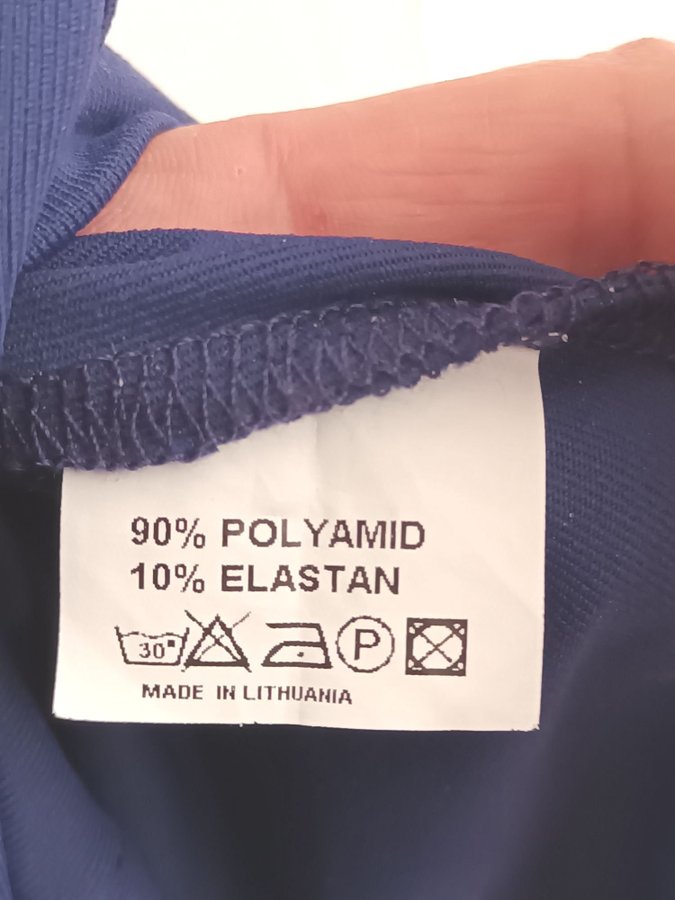 90% POLYAMID
10% ELASTAN
30° P
MADE IN LITHUANIA